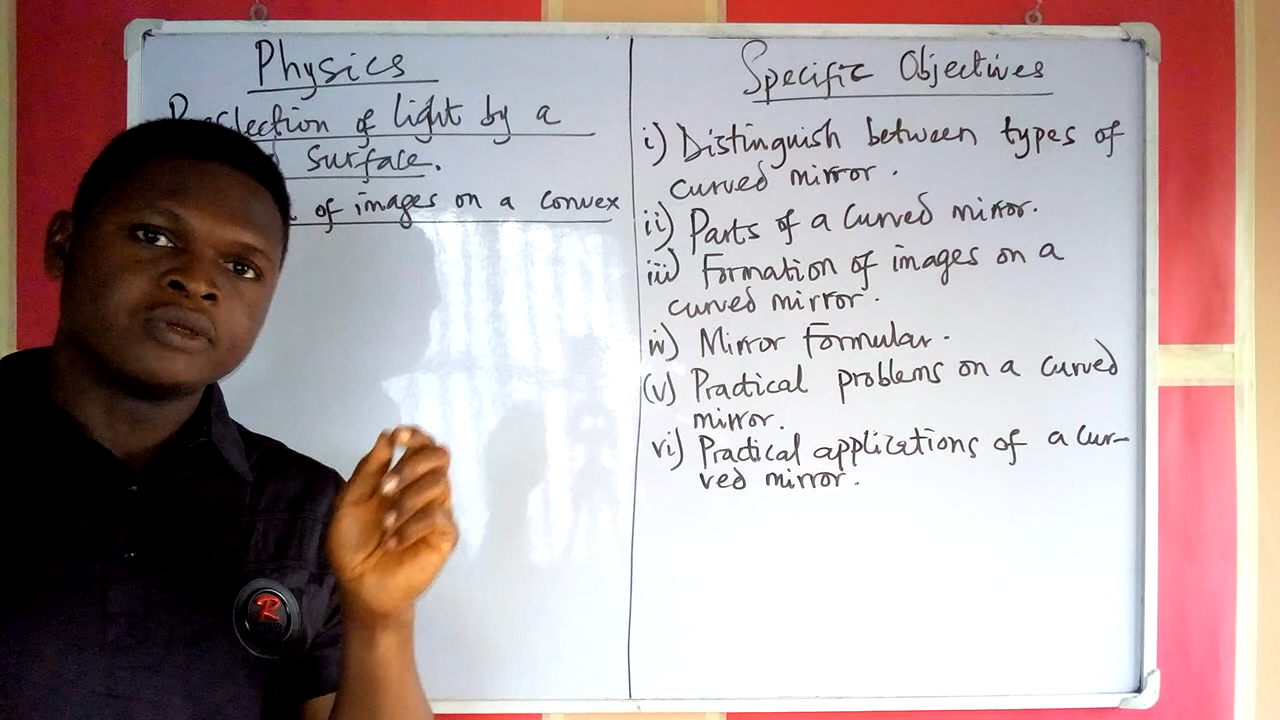 Physics
Reflection of light by a
Surface.
of images on a convex
Specific Objectives
i) Distinguish between types of
curved mirror.
ii) Parts of a Curved mirror.
iii) Formation of images on a
curved mirror.
iv) Mirror Formular.
(v) Practical problems on a curved
mirror.
vi) Practical applications of a cur-
ved mirror.
R